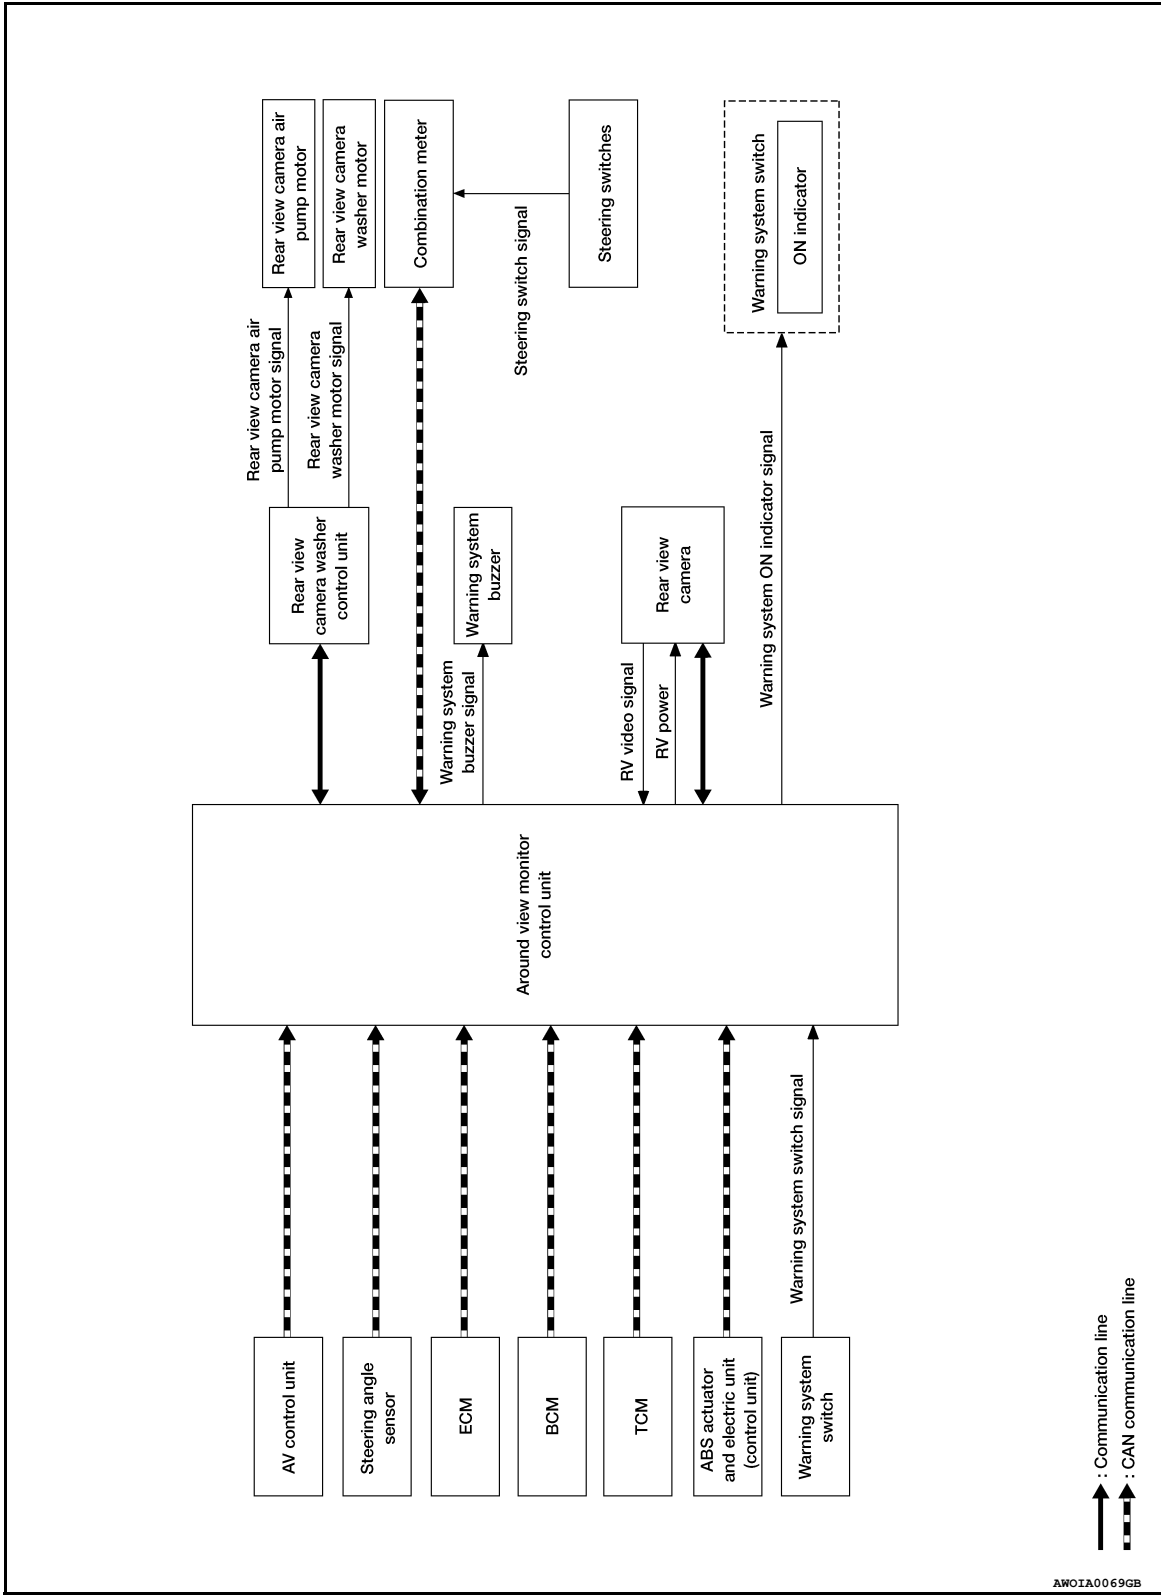 AV control unit
Steering angle
sensor
ECM
BCM
TCM
ABS actuator
and electric unit
(control unit)
Warning system
switch
Warning system switch signal
Around view monitor
control unit
Rear view
camera washer
control unit
Rear view camera air
pump motor signal
Rear view camera
washer motor signal
Rear view camera air
pump motor
Rear view camera
washer motor
Combination meter
Steering switch signal
Steering switches
Warning system
buzzer signal
Warning system
buzzer
RV video signal
RV power
Rear view
camera
Warning system ON indicator signal
Warning system switch
ON indicator
: Communication line
: CAN communication line
AWOIA0069GB